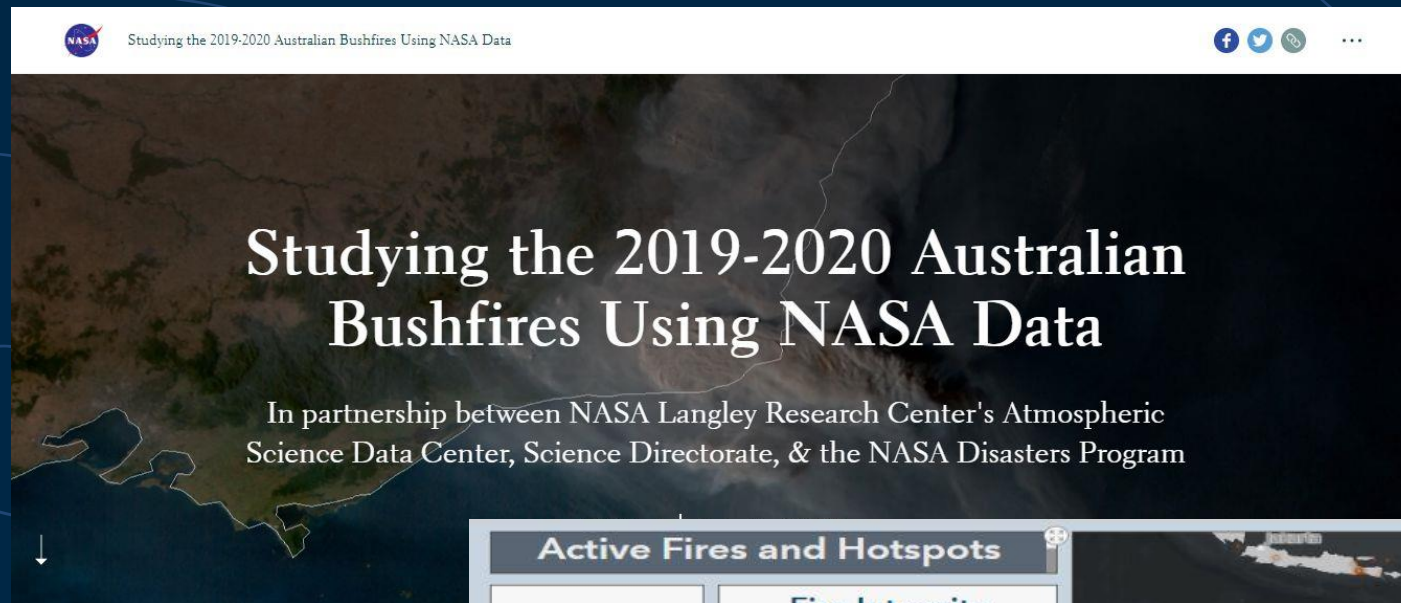 NASA
Studying the 2019-2020 Australian Bushfires Using NASA Data
Studying the 2019-2020 Australian
Bushfires Using NASA Data
In partnership between NASA Langley Research Center's Atmospheric
Science Data Center, Science Directorate, & the NASA Disasters Program
Active Fires and Hotspots
Jakarta